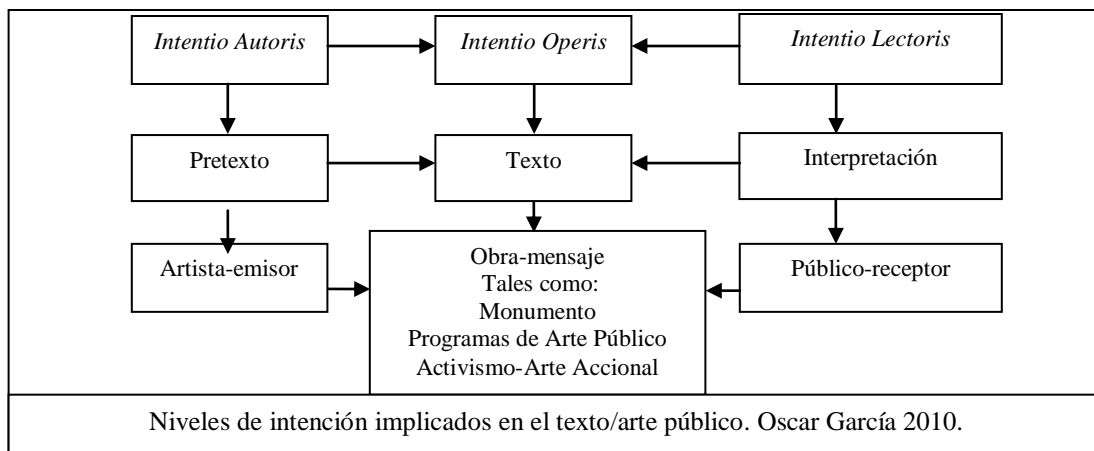 Intentio Autoris
Intentio Operis
Intentio Lectoris
Pretexto
Texto
Interpretación
Artista-emisor
Obra-mensaje
Tales como:
Monumento
Programas de Arte Público
Activismo-Arte Accional
Público-receptor
Niveles de intención implicados en el texto/arte público. Oscar García 2010.